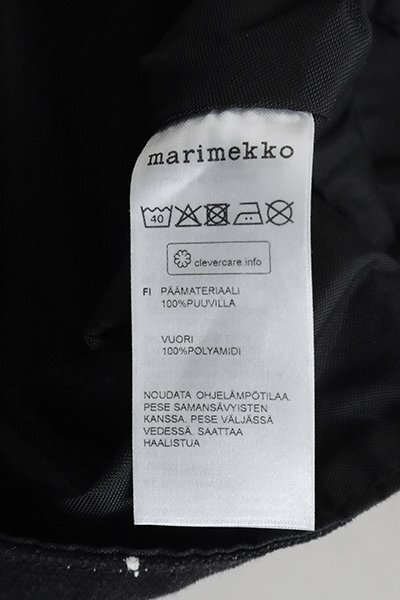 marimekko
40
clevercare.info
FI PÄÄMATERIAALI
100%PUUVILLA
VUORI
100%POLYAMIDI
NOUDATA OHJELÄMPÖTILAA.
PESE SAMANSÄVYISTEN
KANSSA. PESE VÄLJÄSSÄ
VEDESSÄ. SAATTAA
HAALISTUA